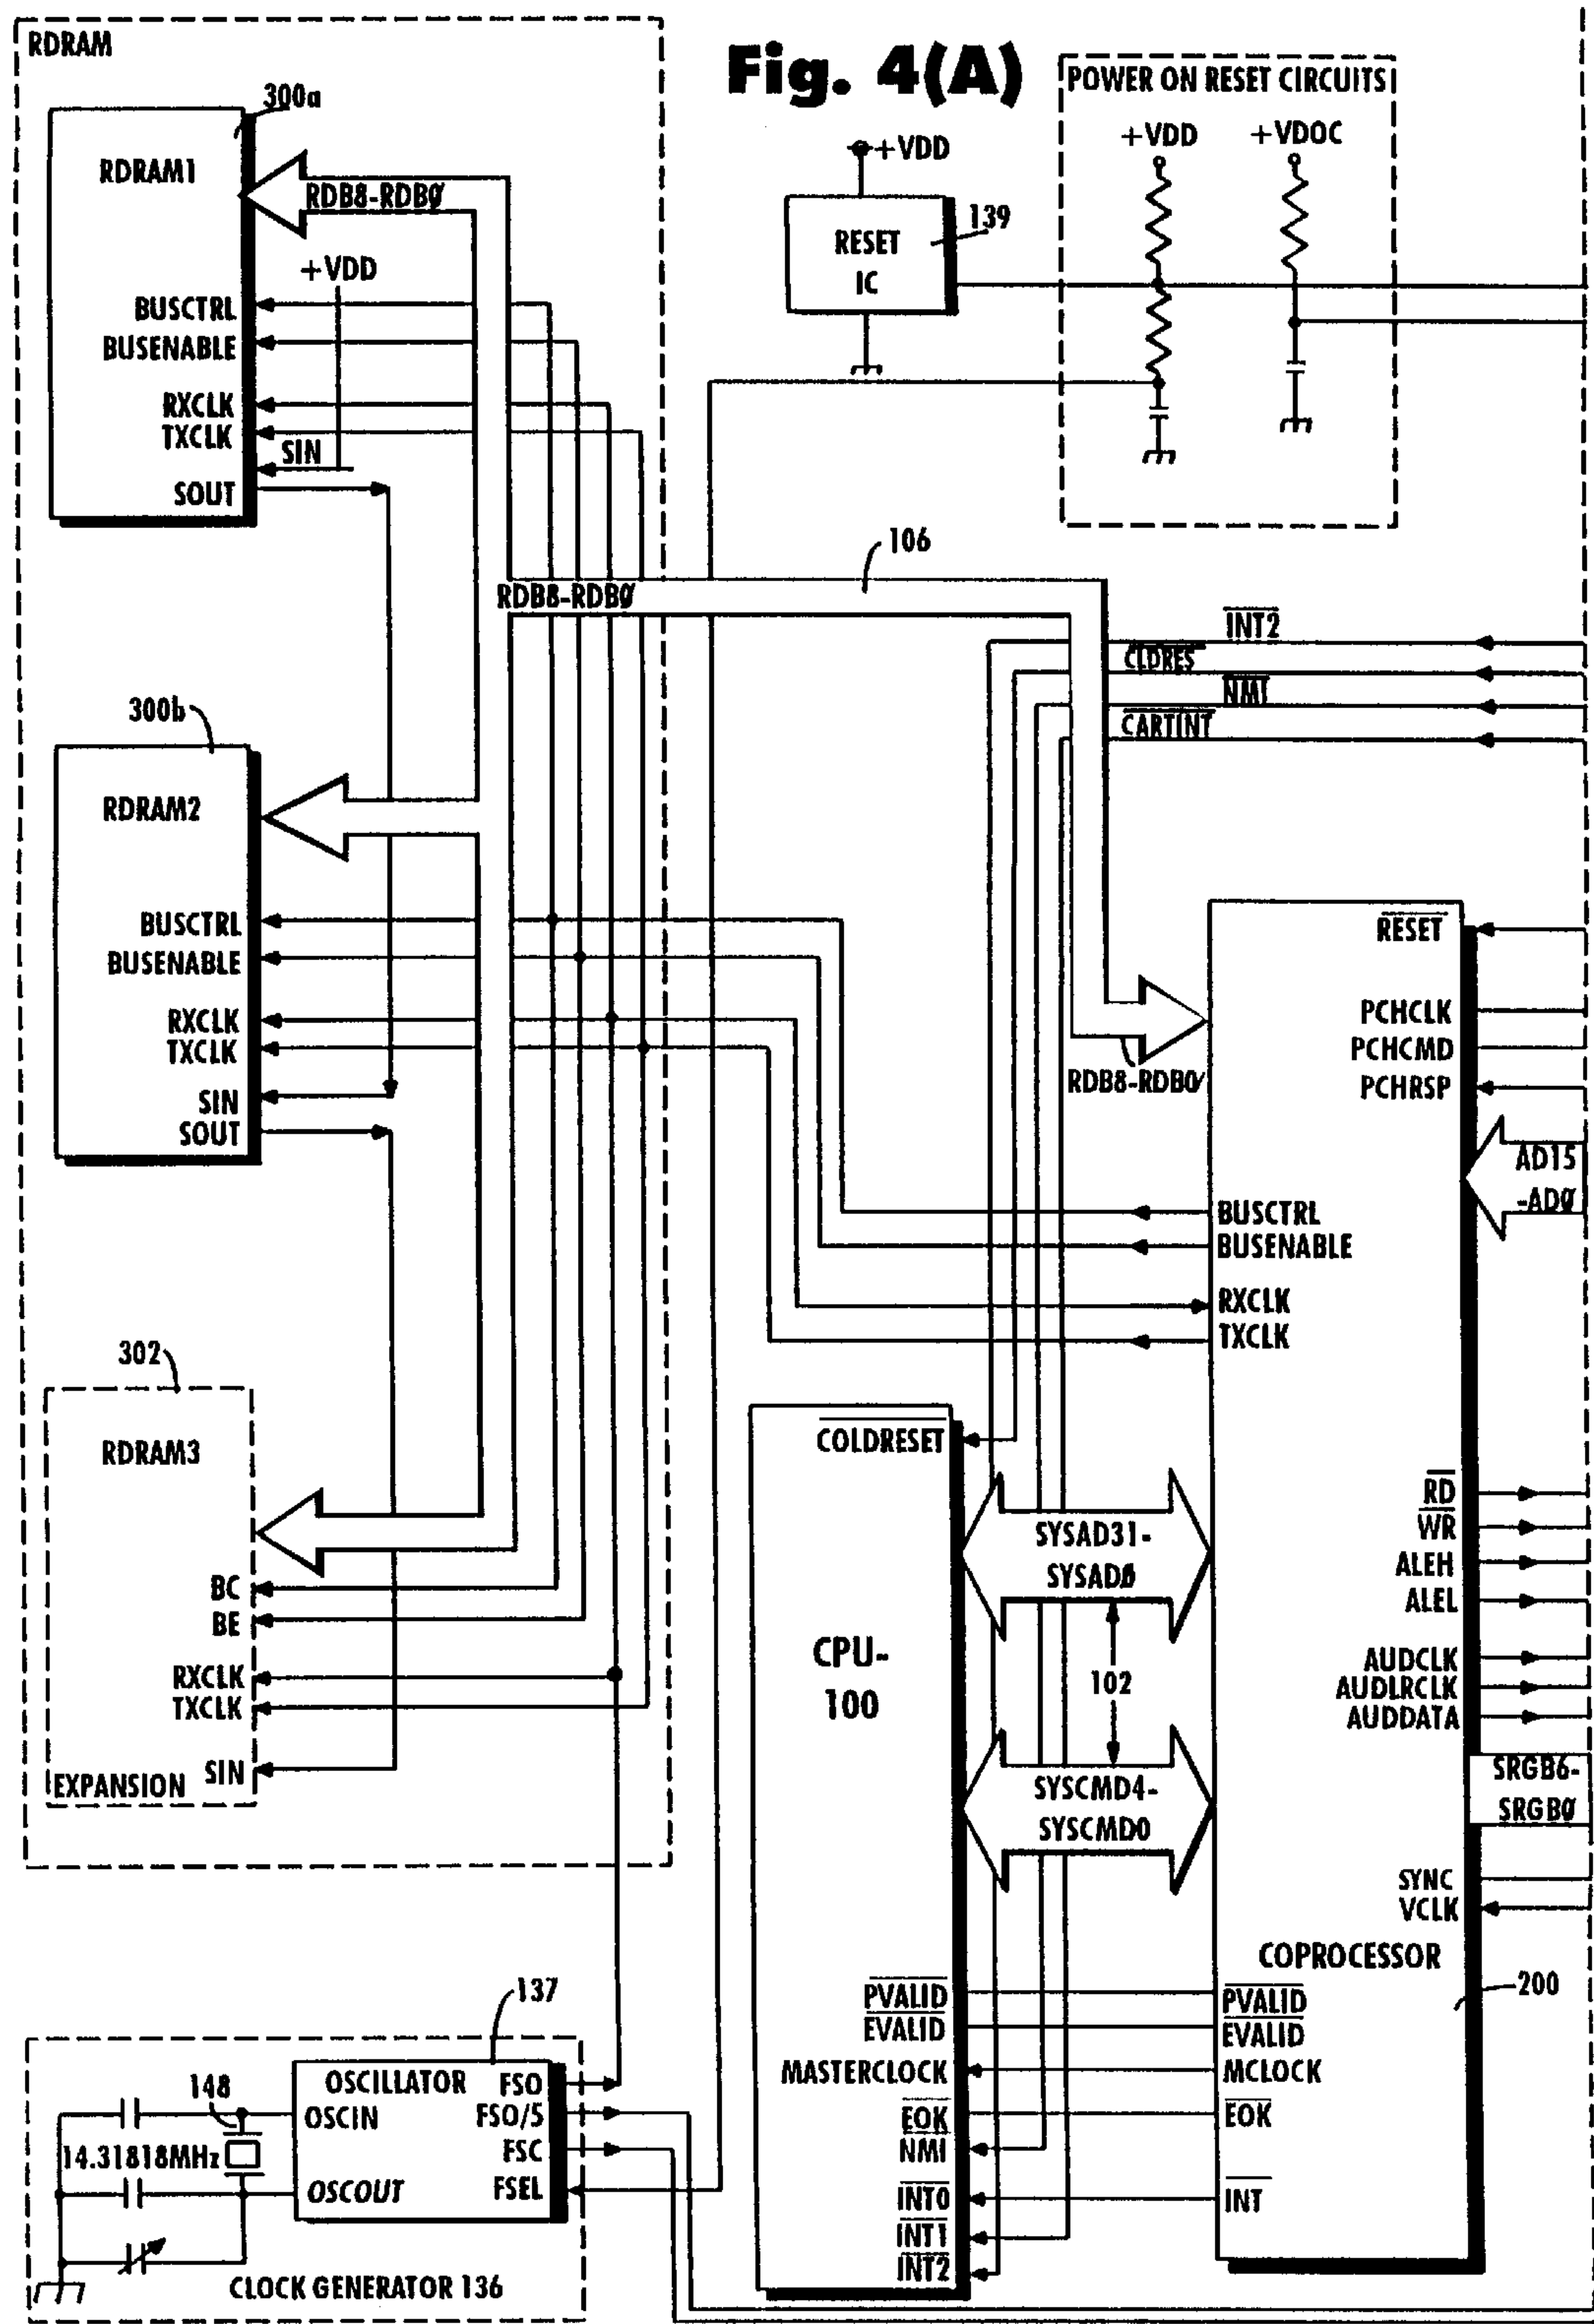 Fig. 4(A)
RDRAM
300a
RDRAM1
RDB8-RDB0
+VDD
BUSCTRL
BUSENABLE
RXCLK
TXCLK
SIN
SOUT
+VDD
RESET
IC
139
POWER ON RESET CIRCUITS
+VDD
+VDOC
106
RDB8-RDB0
INT2
CLDRES
NMI
CARTINT
300b
RDRAM2
BUSCTRL
BUSENABLE
RXCLK
TXCLK
SIN
SOUT
RDB8-RDB0
RESET
PCHCLK
PCHCMD
PCHRSP
AD15
-AD0
BUSCTRL
BUSENABLE
RXCLK
TXCLK
302
RDRAM3
BC
BE
RXCLK
TXCLK
SIN
EXPANSION
COLDRESET
SYSAD31-
SYSAD0
CPU-
100
102
SYSCMD4-
SYSCMD0
RD
WR
ALEH
ALEL
AUDCLK
AUDLRCLK
AUDDATA
SRGB6-
SRGB0
SYNC
VCLK
COPROCESSOR
200
PVALID
EVALID
MASTERCLOCK
EOK
NMI
INT0
INT1
INT2
PVALID
EVALID
MCLOCK
EOK
INT
137
OSCILLATOR
FSO
148
OSCIN
FSO/5
14.31818MHz
FSC
OSCOUT
FSEL
CLOCK GENERATOR 136